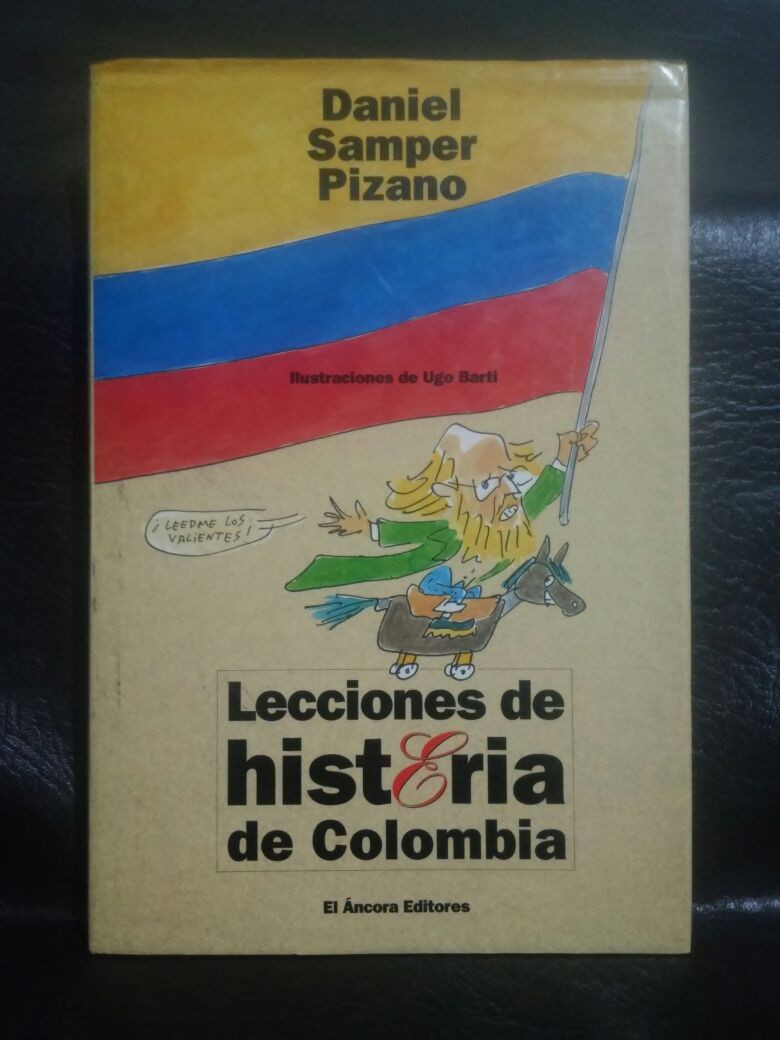 Daniel
Samper
Pizano
Ilustraciones de Ugo Barti
¡LEEDME LOS
VALIENTES!
Lecciones de
histEria
de Colombia
El Áncora Editores